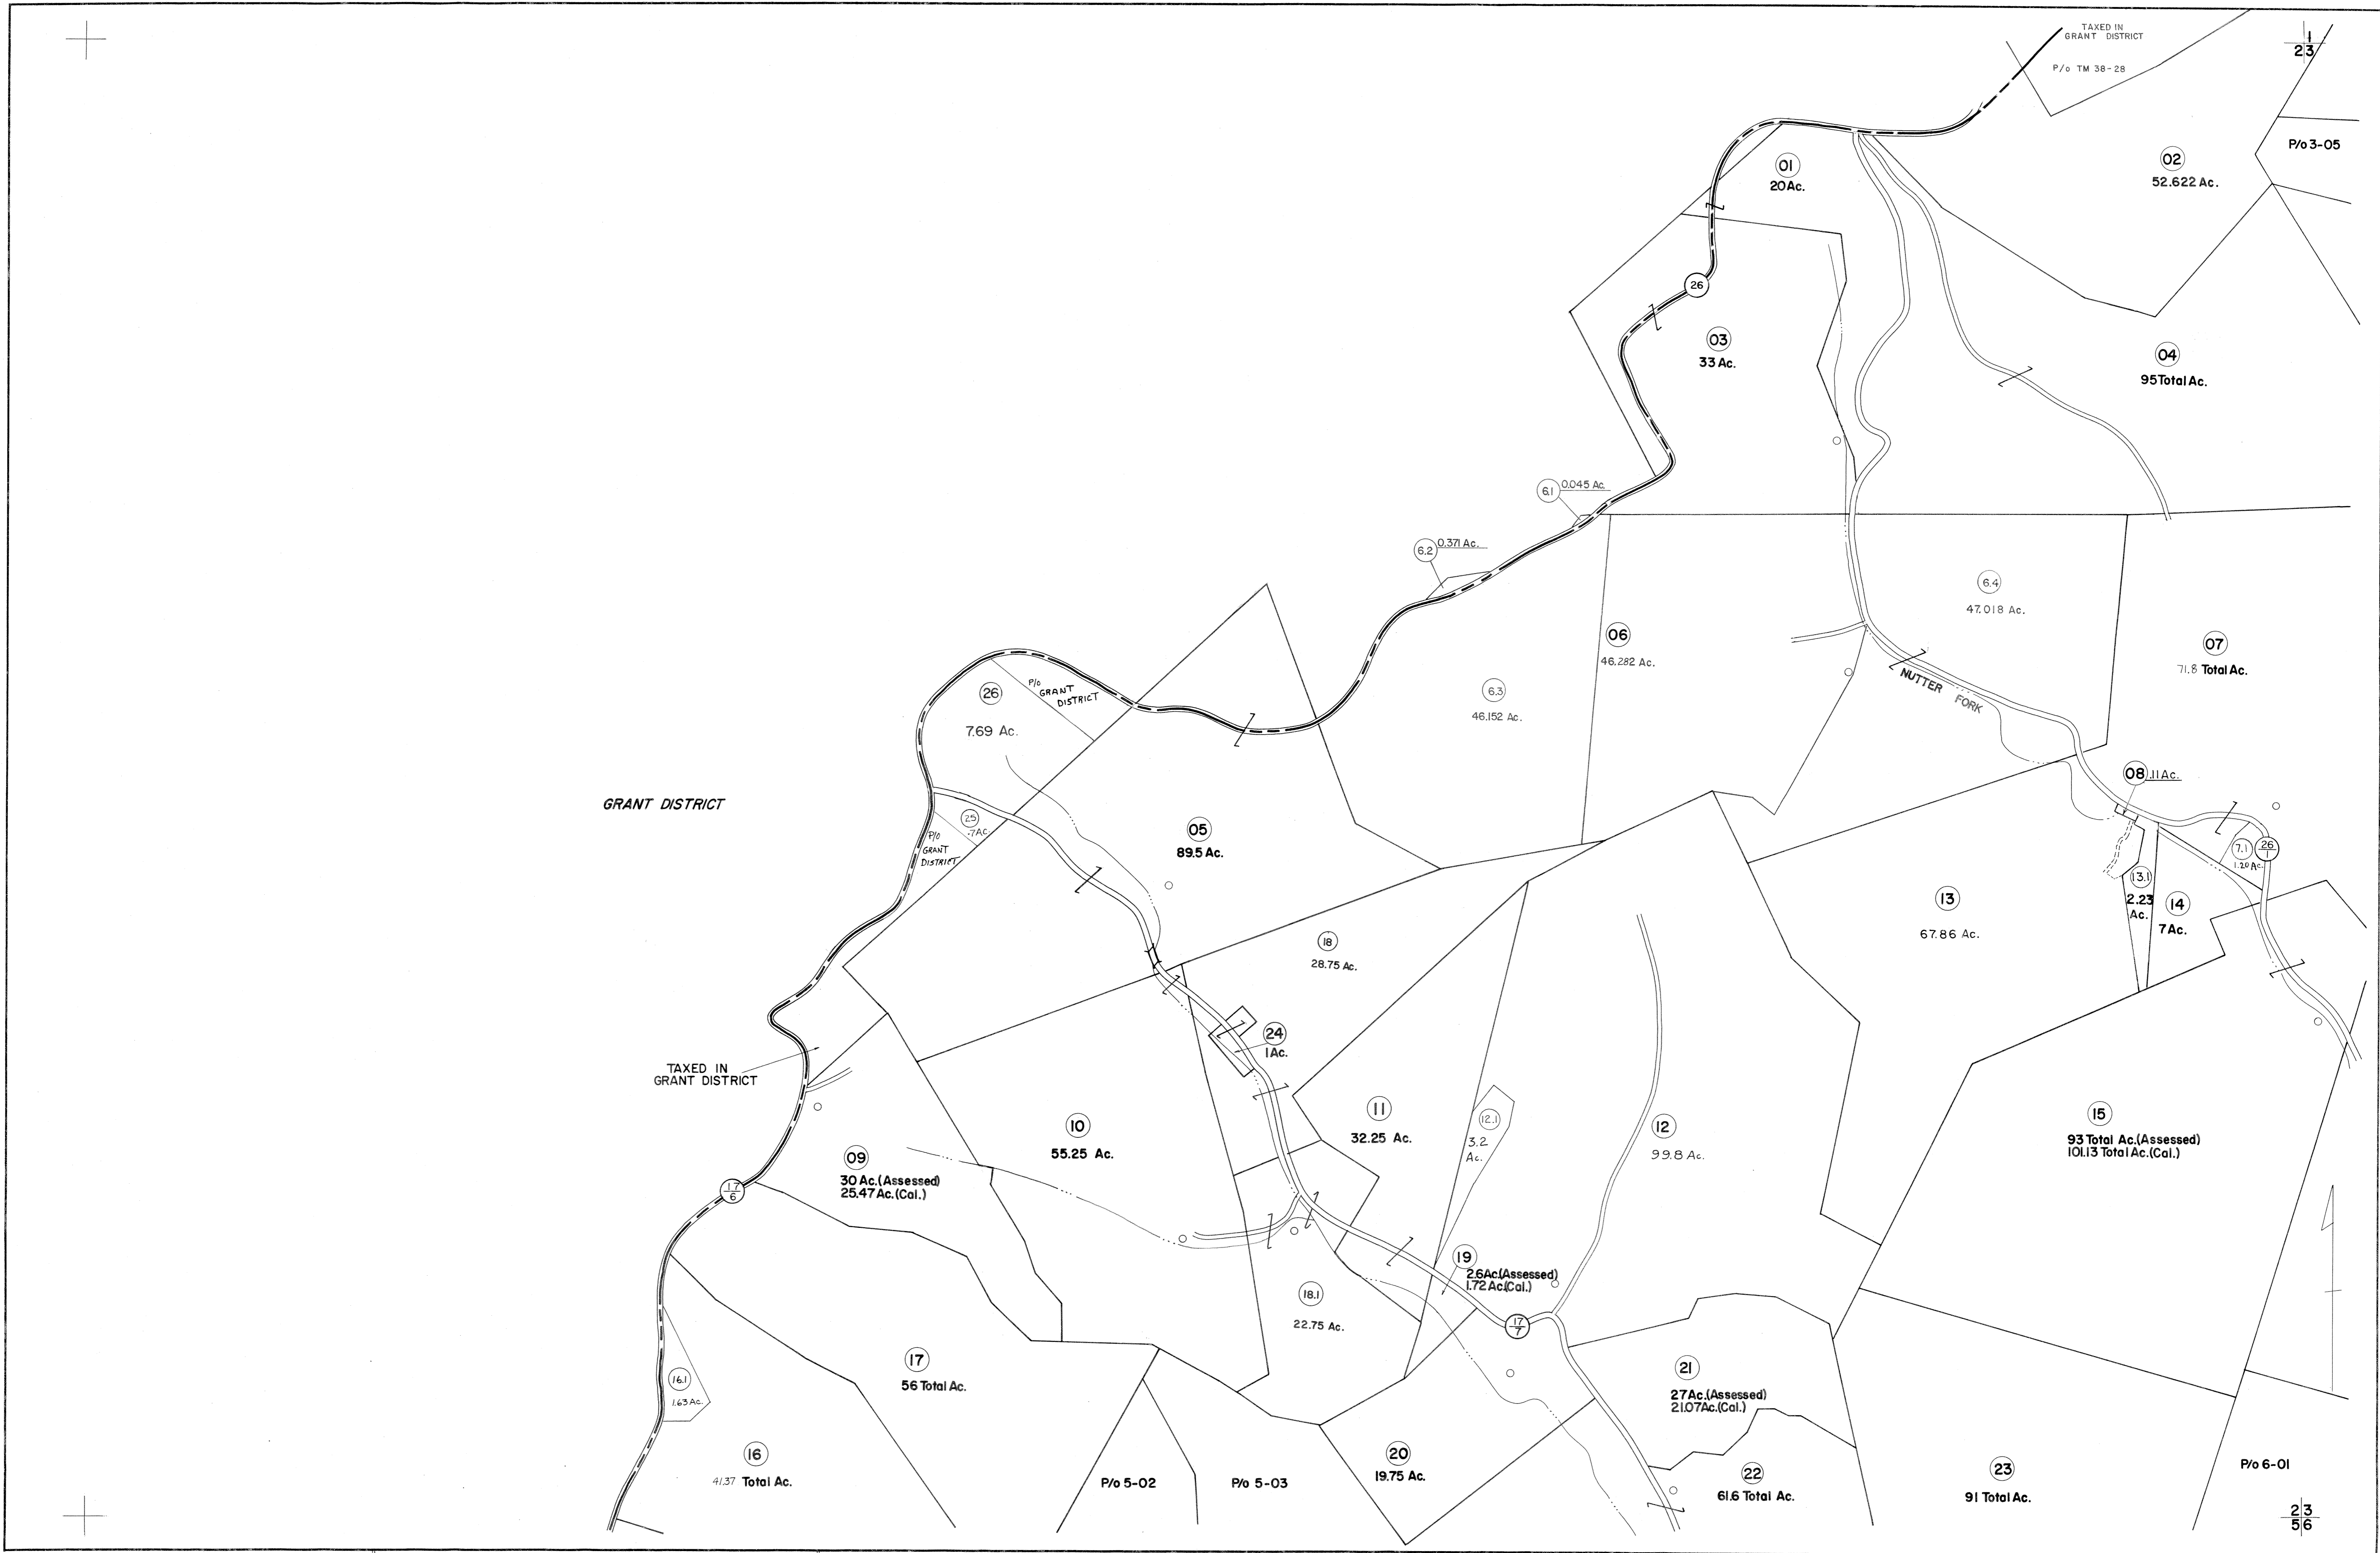 TAXED IN
GRANT DISTRICT
P/o TM 38-28
1
2 3
P/o 3-05
01
20 Ac.
02
52.622 Ac.
26
03
33 Ac.
04
95 Total Ac.
6.1 0.045 Ac.
6.2 0.371 Ac.
6.4
47.018 Ac.
06
46.282 Ac.
07
71.8 Total Ac.
6.3
46.152 Ac.
NUTTER FORK
26
7.69 Ac.
P/o
GRANT
DISTRICT
GRANT DISTRICT
25
.7 AC.
P/o
GRANT
DISTRICT
05
89.5 Ac.
08 .11 Ac.
7.1
1.20 Ac.
26
1
13.1
2.23
Ac.
14
7 Ac.
13
67.86 Ac.
18
28.75 Ac.
24
1 Ac.
TAXED IN
GRANT DISTRICT
10
55.25 Ac.
11
32.25 Ac.
12.1
3.2
Ac.
12
99.8 Ac.
15
93 Total Ac.(Assessed)
101.13 Total Ac.(Cal.)
09
30 Ac.(Assessed)
25.47 Ac.(Cal.)
17
6
19
2.6 Ac.(Assessed)
1.72 Ac.(Cal.)
18.1
22.75 Ac.
17
7
17
56 Total Ac.
16.1
1.63 Ac.
21
27 Ac.(Assessed)
21.07 Ac.(Cal.)
16
41.37 Total Ac.
P/o 5-02
P/o 5-03
20
19.75 Ac.
22
61.6 Total Ac.
23
91 Total Ac.
P/o 6-01
2 3
5 6